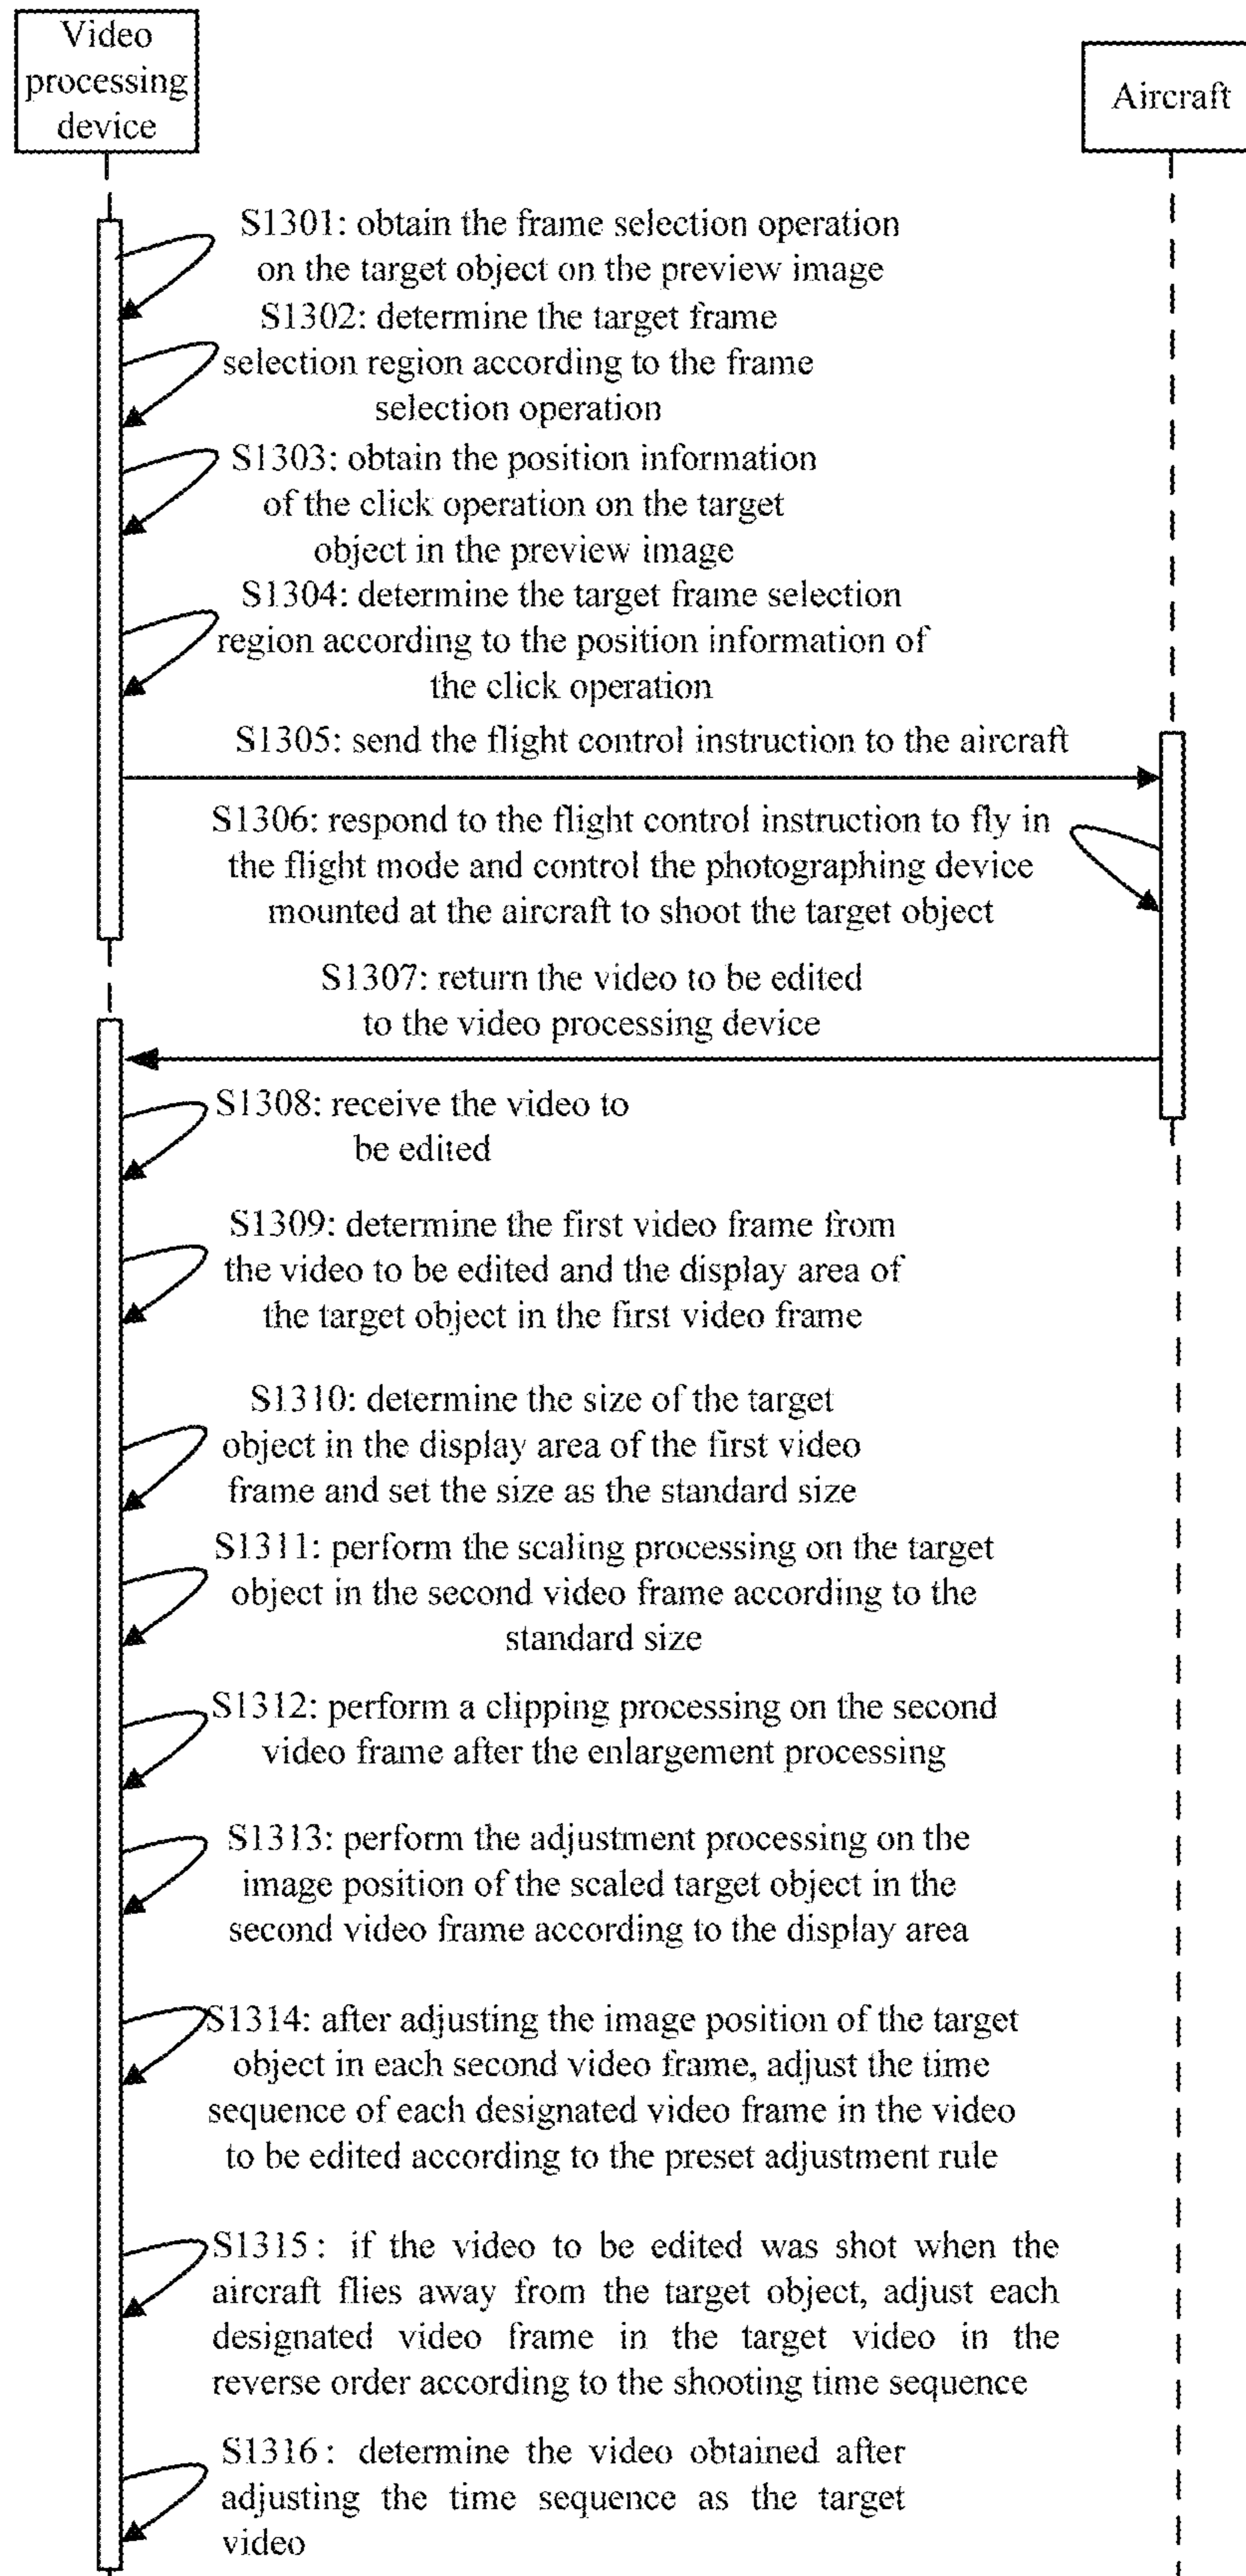 Video
processing
device
Aircraft
S1301: obtain the frame selection operation
on the target object on the preview image
S1302: determine the target frame
selection region according to the frame
selection operation
S1303: obtain the position information
of the click operation on the target
object in the preview image
S1304: determine the target frame selection
region according to the position information of
the click operation
S1305: send the flight control instruction to the aircraft
S1306: respond to the flight control instruction to fly in
the flight mode and control the photographing device
mounted at the aircraft to shoot the target object
S1307: return the video to be edited
to the video processing device
S1308: receive the video to
be edited
S1309: determine the first video frame from
the video to be edited and the display area of
the target object in the first video frame
S1310: determine the size of the target
object in the display area of the first video
frame and set the size as the standard size
S1311: perform the scaling processing on the target
object in the second video frame according to the
standard size
S1312: perform a clipping processing on the second
video frame after the enlargement processing
S1313: perform the adjustment processing on the
image position of the scaled target object in the
second video frame according to the display area
S1314: after adjusting the image position of the target
object in each second video frame, adjust the time
sequence of each designated video frame in the video
to be edited according to the preset adjustment rule
S1315: if the video to be edited was shot when the
aircraft flies away from the target object, adjust each
designated video frame in the target video in the
reverse order according to the shooting time sequence
S1316: determine the video obtained after
adjusting the time sequence as the target
video